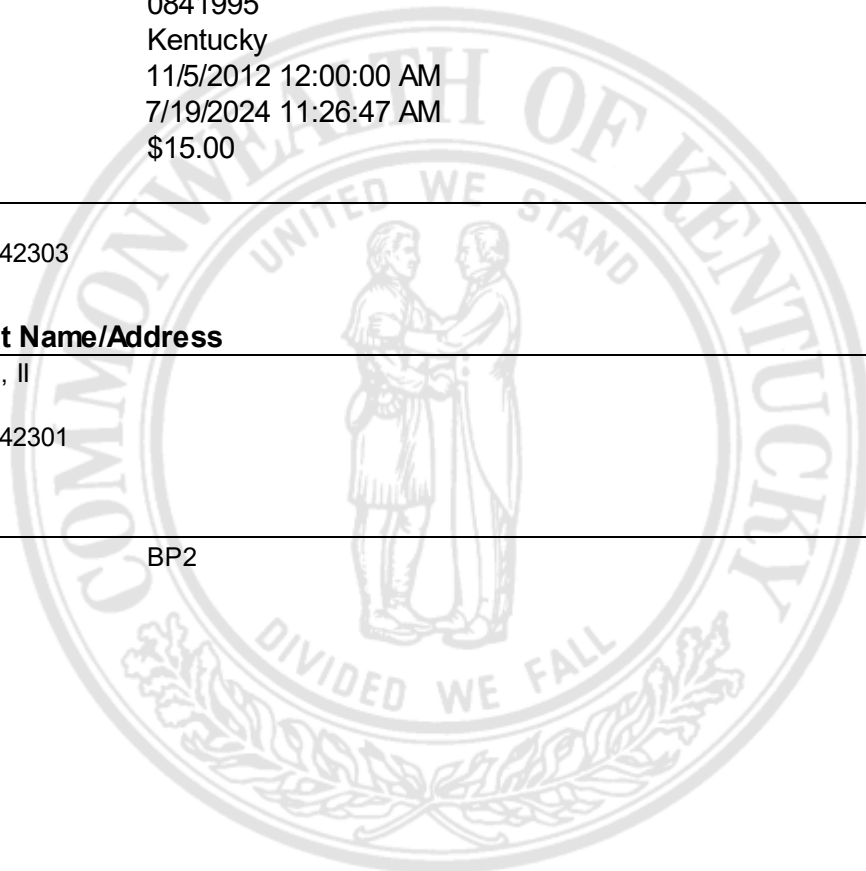 0841995
Kentucky
11/5/2012 12:00:00 AM
7/19/2024 11:26:47 AM
$15.00
42303
t Name/Address
, II
42301
BP2
COMMONWEALTH OF KENTUCKY
UNITED WE STAND
DIVIDED WE FALL